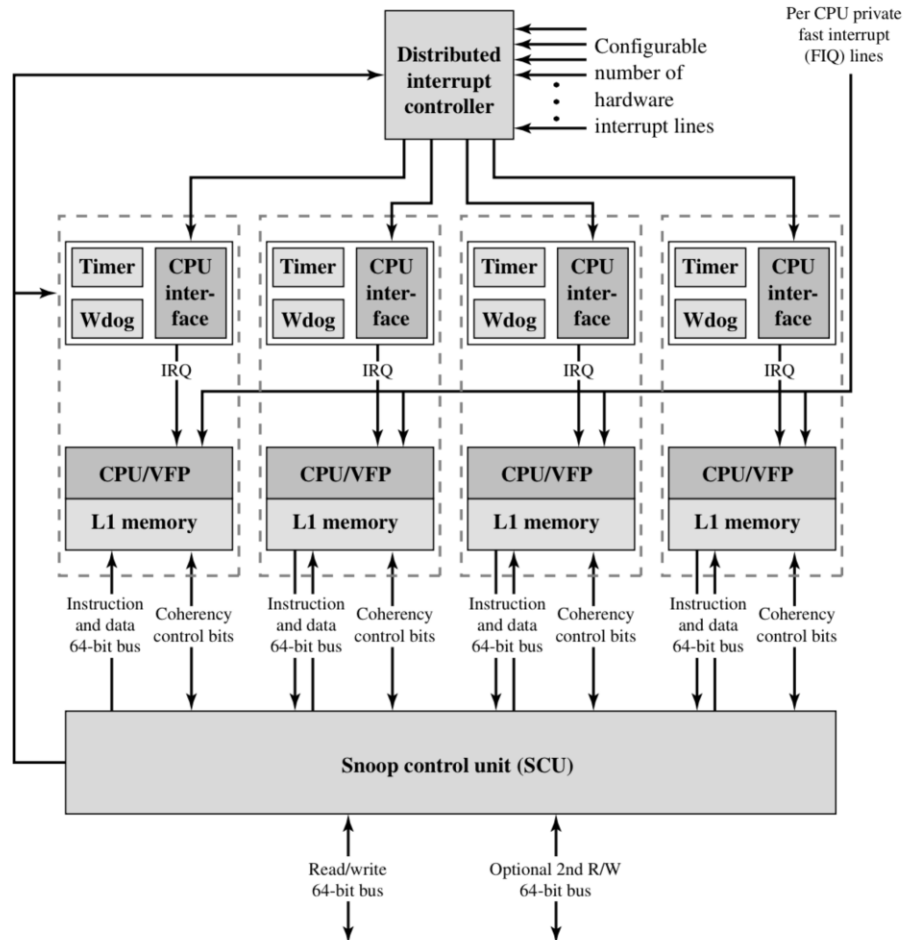 Per CPU private
fast interrupt
(FIQ) lines
Distributed
interrupt
controller
Configurable
number of
hardware
interrupt lines
Timer
Wdog
CPU
inter-
face
Timer
Wdog
CPU
inter-
face
Timer
Wdog
CPU
inter-
face
Timer
Wdog
CPU
inter-
face
IRQ
IRQ
IRQ
IRQ
CPU/VFP
L1 memory
CPU/VFP
L1 memory
CPU/VFP
L1 memory
CPU/VFP
L1 memory
Instruction
and data
64-bit bus
Coherency
control bits
Instruction
and data
64-bit bus
Coherency
control bits
Instruction
and data
64-bit bus
Coherency
control bits
Instruction
and data
64-bit bus
Coherency
control bits
Snoop control unit (SCU)
Read/write
64-bit bus
Optional 2nd R/W
64-bit bus